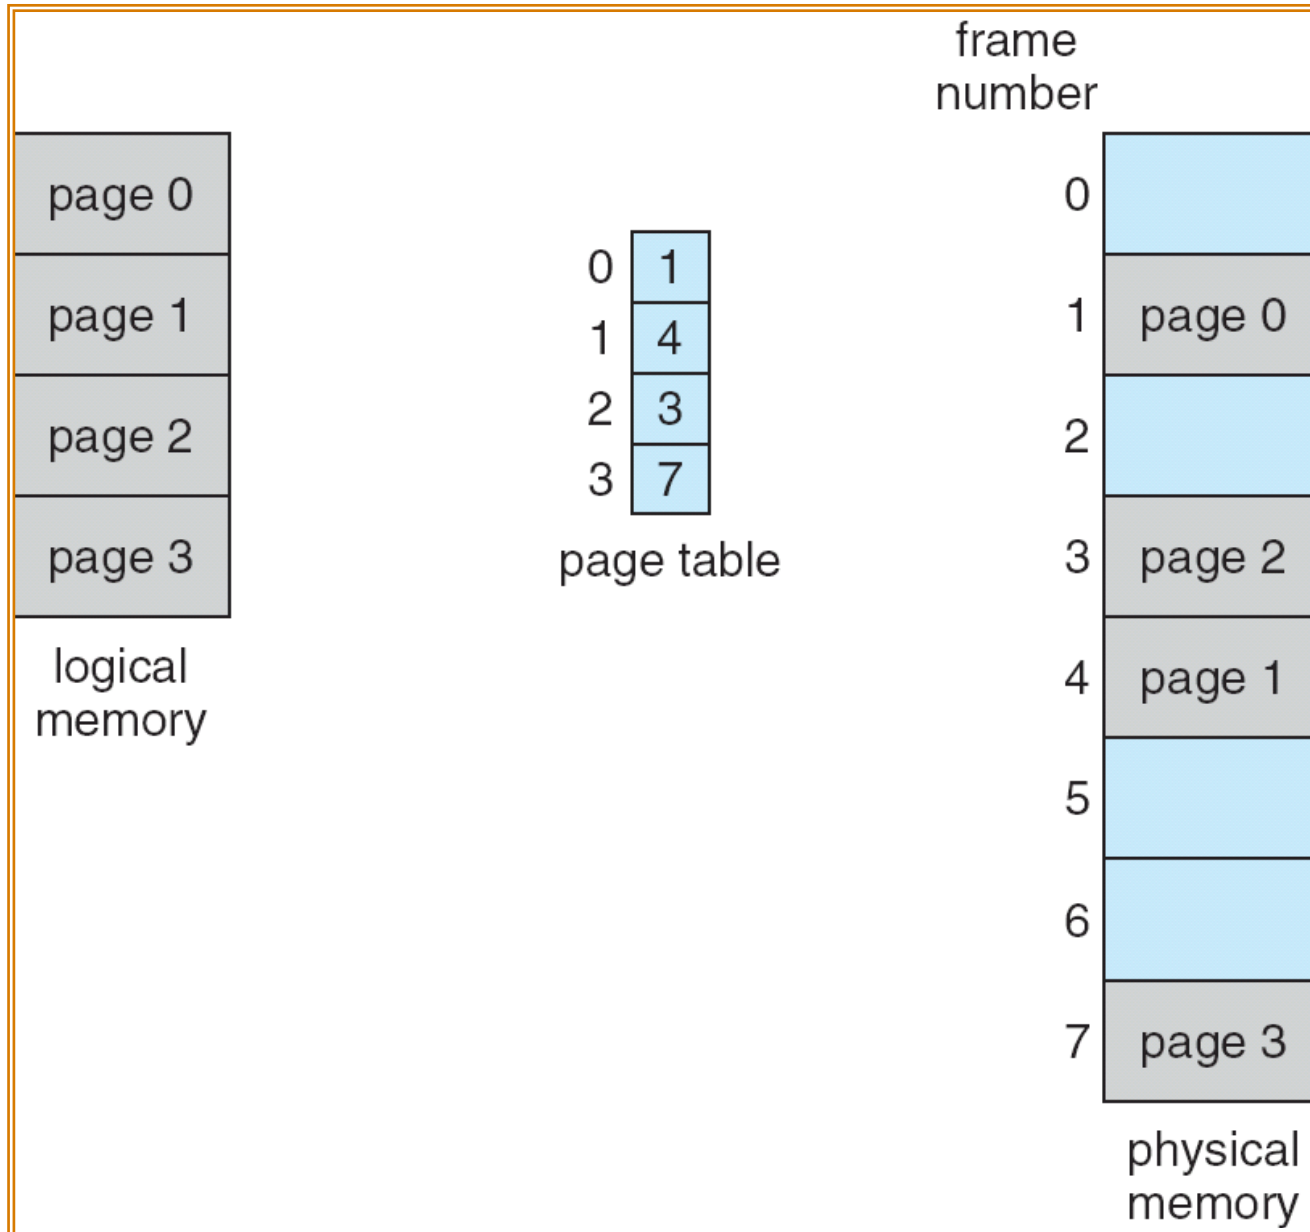 page 0
page 1
page 2
page 3
logical
memory
0 1
1 4
2 3
3 7
page table
frame
number
0
1 page 0
2
3 page 2
4 page 1
5
6
7 page 3
physical
memory